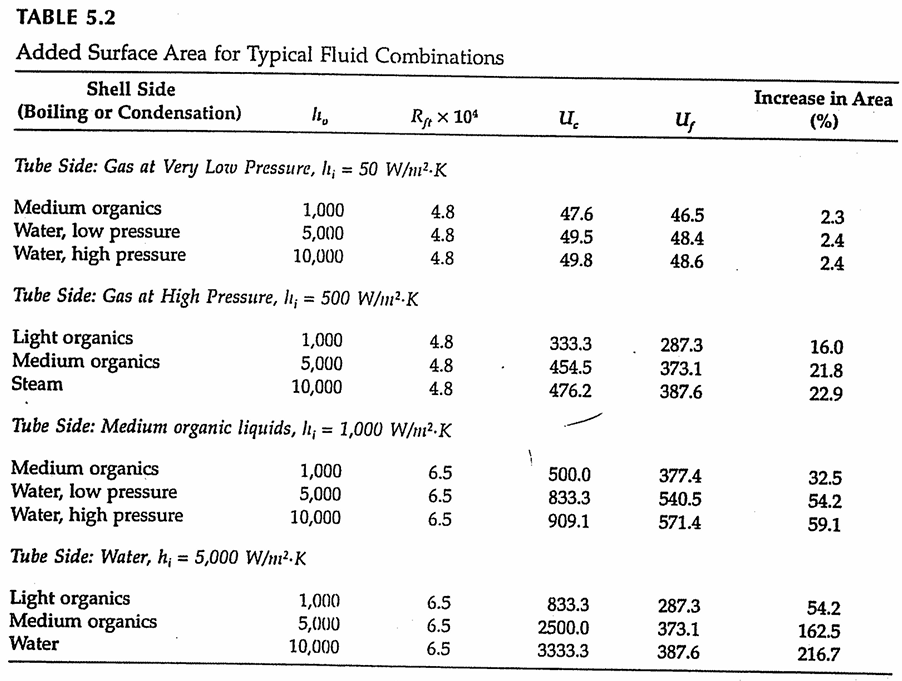 TABLE 5.2
Added Surface Area for Typical Fluid Combinations
Shell Side
(Boiling or Condensation) hₒ R_ft × 10⁴ U_c U_f Increase in Area
(%)
Tube Side: Gas at Very Low Pressure, hᵢ = 50 W/m²·K
Medium organics 1,000 4.8 47.6 46.5 2.3
Water, low pressure 5,000 4.8 49.5 48.4 2.4
Water, high pressure 10,000 4.8 49.8 48.6 2.4
Tube Side: Gas at High Pressure, hᵢ = 500 W/m²·K
Light organics 1,000 4.8 333.3 287.3 16.0
Medium organics 5,000 4.8 454.5 373.1 21.8
Steam 10,000 4.8 476.2 387.6 22.9
Tube Side: Medium organic liquids, hᵢ = 1,000 W/m²·K
Medium organics 1,000 6.5 500.0 377.4 32.5
Water, low pressure 5,000 6.5 833.3 540.5 54.2
Water, high pressure 10,000 6.5 909.1 571.4 59.1
Tube Side: Water, hᵢ = 5,000 W/m²·K
Light organics 1,000 6.5 833.3 287.3 54.2
Medium organics 5,000 6.5 2500.0 373.1 162.5
Water 10,000 6.5 3333.3 387.6 216.7